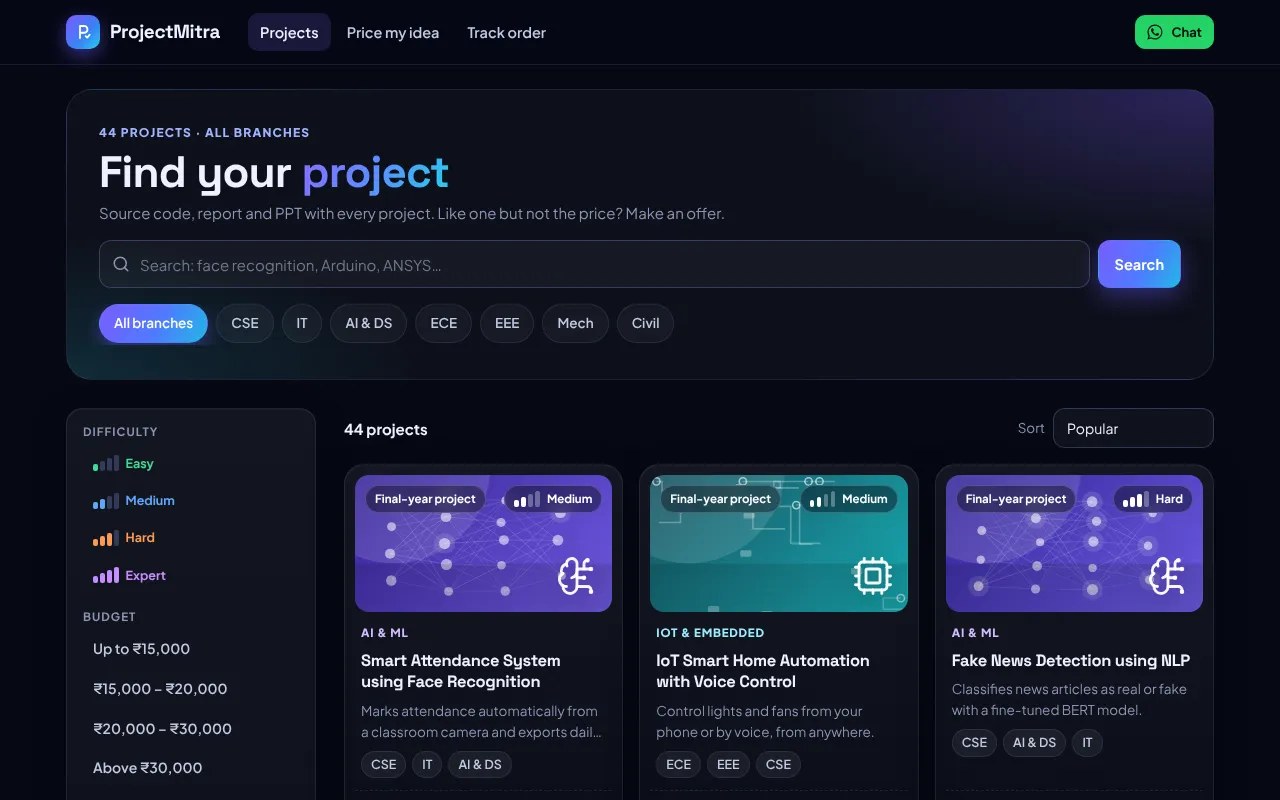 ProjectMitra
Projects
Price my idea
Track order
Chat
44 PROJECTS · ALL BRANCHES
Find your project
Source code, report and PPT with every project. Like one but not the price? Make an offer.
Search: face recognition, Arduino, ANSYS...
Search
All branches
CSE
IT
AI & DS
ECE
EEE
Mech
Civil
DIFFICULTY
Easy
Medium
Hard
Expert
BUDGET
Up to ₹15,000
₹15,000 – ₹20,000
₹20,000 – ₹30,000
Above ₹30,000
44 projects
Sort
Popular
Final-year project
Medium
AI & ML
Smart Attendance System
using Face Recognition
Marks attendance automatically from
a classroom camera and exports dail...
CSE
IT
AI & DS
Final-year project
Medium
IOT & EMBEDDED
IoT Smart Home Automation
with Voice Control
Control lights and fans from your
phone or by voice, from anywhere.
ECE
EEE
CSE
Final-year project
Hard
AI & ML
Fake News Detection using NLP
Classifies news articles as real or fake
with a fine-tuned BERT model.
CSE
AI & DS
IT